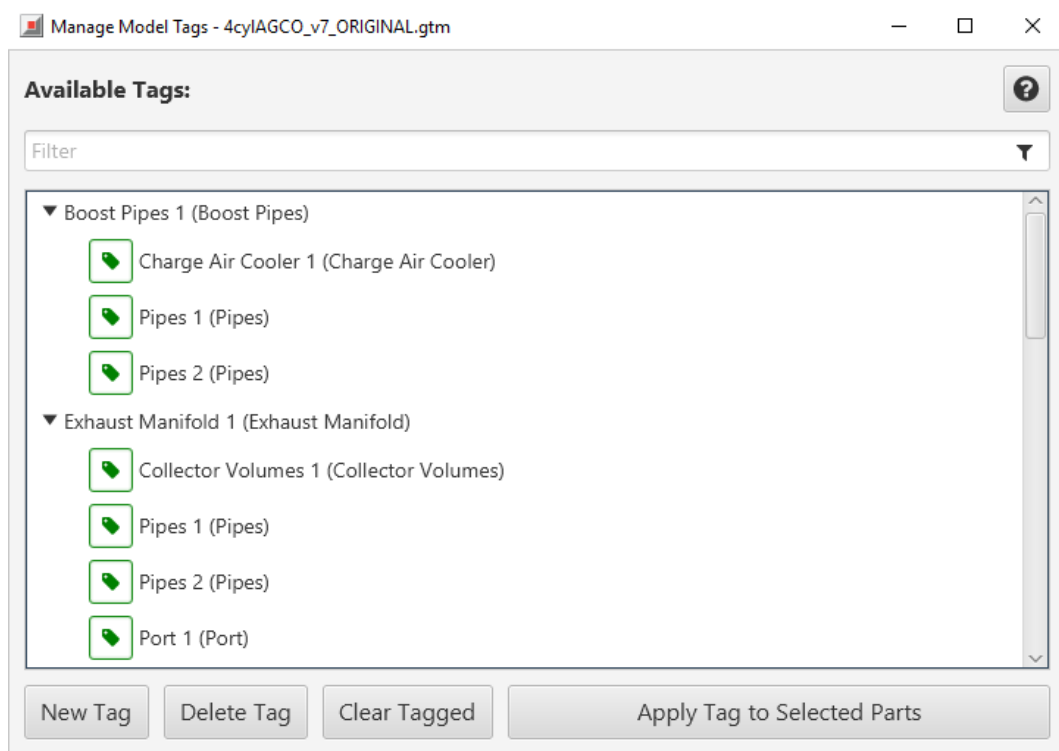 Manage Model Tags - 4cylAGCO_v7_ORIGINAL.gtm
Available Tags:
Filter
Boost Pipes 1 (Boost Pipes)
Charge Air Cooler 1 (Charge Air Cooler)
Pipes 1 (Pipes)
Pipes 2 (Pipes)
Exhaust Manifold 1 (Exhaust Manifold)
Collector Volumes 1 (Collector Volumes)
Pipes 1 (Pipes)
Pipes 2 (Pipes)
Port 1 (Port)
New Tag Delete Tag Clear Tagged Apply Tag to Selected Parts